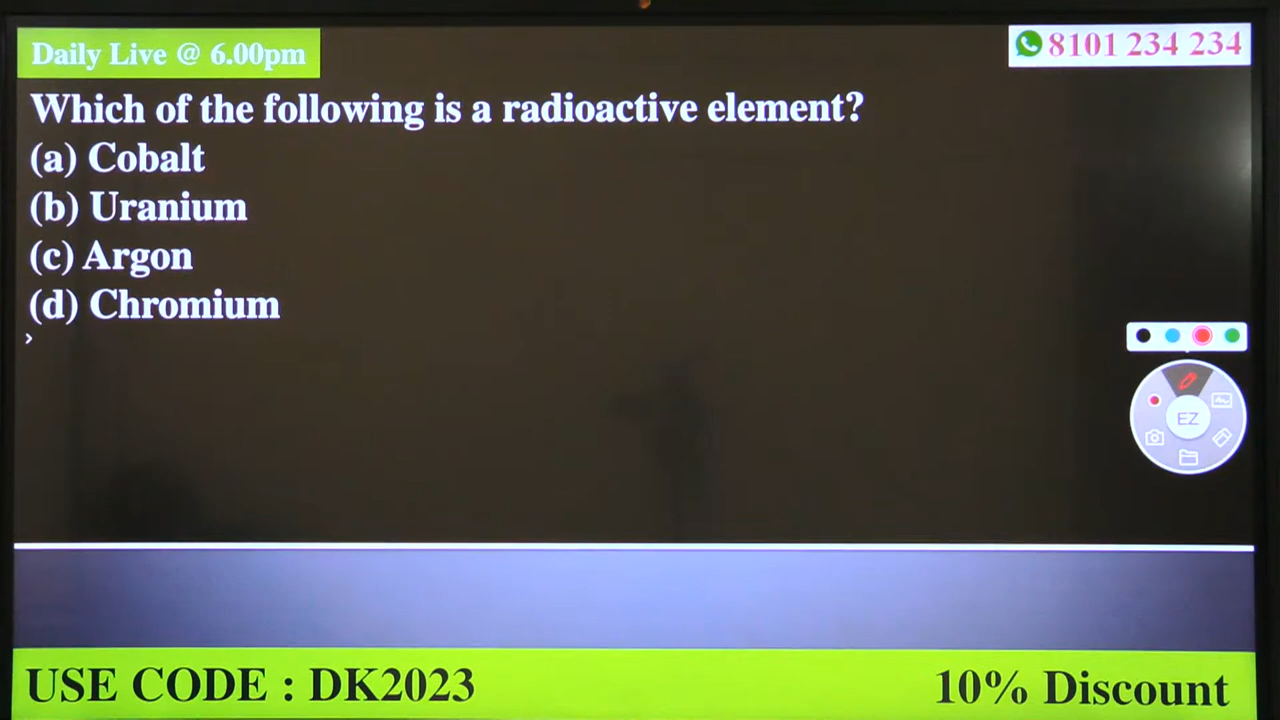 Daily Live @ 6.00pm
8101 234 234
Which of the following is a radioactive element?
(a) Cobalt
(b) Uranium
(c) Argon
(d) Chromium
EZ
USE CODE : DK2023
10% Discount